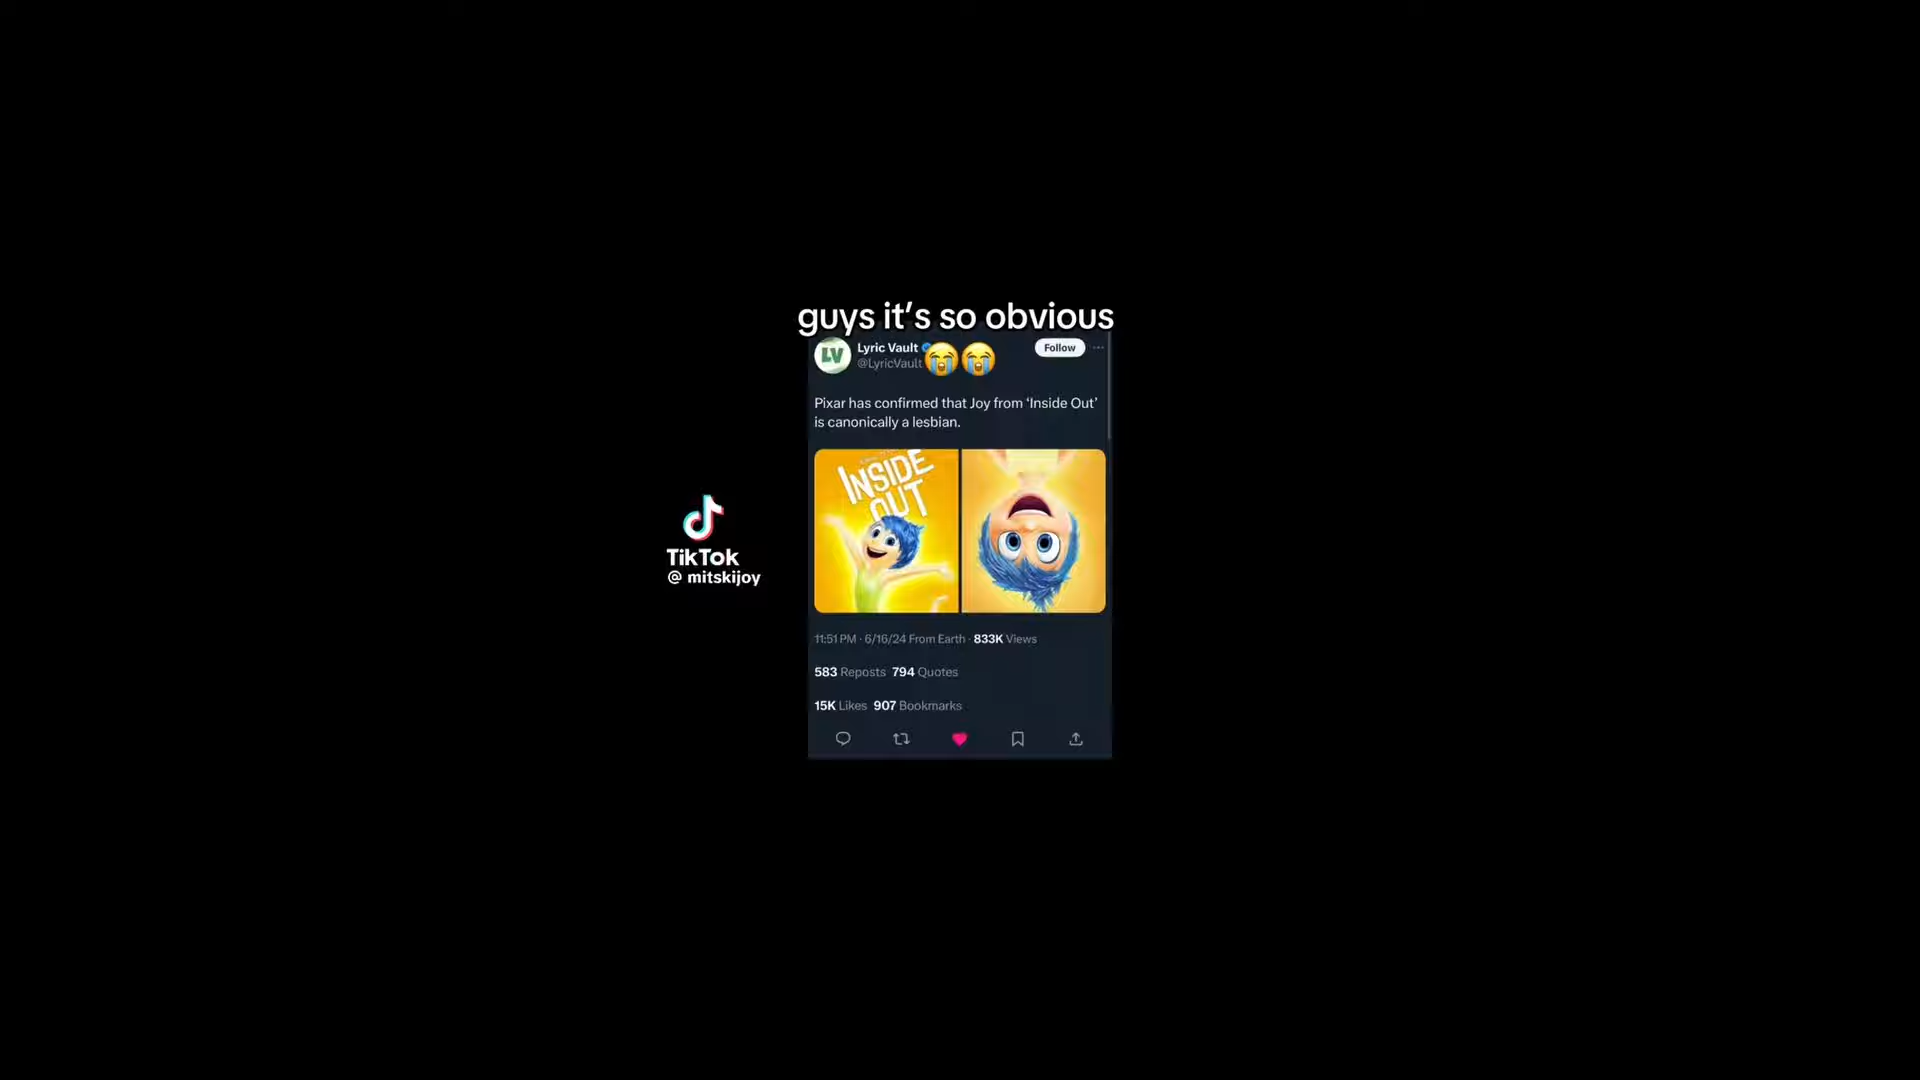 guys it's so obvious
😭😭
LV
Lyric Vault
@LyricVault
Follow
Pixar has confirmed that Joy from ‘Inside Out’
is canonically a lesbian.
INSIDE
OUT
TikTok
@ mitskijoy
11:51 PM · 6/16/24 From Earth · 833K Views
583 Reposts 794 Quotes
15K Likes 907 Bookmarks